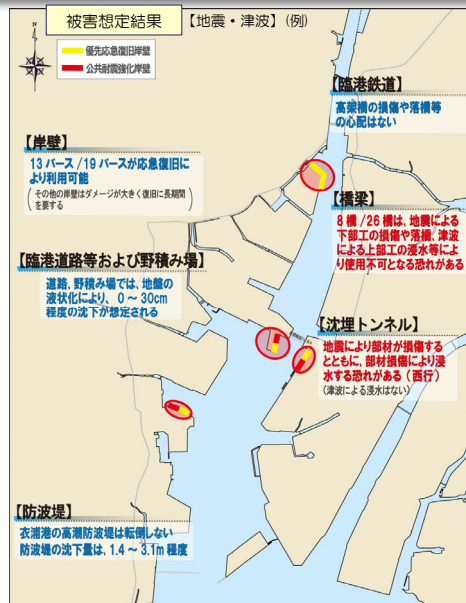 被害想定結果 【地震・津波】(例)
N
優先応急復旧岸壁
公共耐震強化岸壁
【臨港鉄道】
高架橋の損傷や落橋等
の心配はない
【岸壁】
13バース/19バースが応急復旧に
より利用可能
(その他の岸壁はダメージが大きく復旧に長期間
を要する)
【橋梁】
8橋/26橋は、地震による
下部工の損傷や落橋、津波
による上部工の浸水等によ
り使用不可となる恐れがある
【臨港道路等および野積み場】
道路、野積み場では、地盤の
液状化により、0～30cm
程度の沈下が想定される
【沈埋トンネル】
地震により部材が損傷する
とともに、部材損傷により浸
水する恐れがある(西行)
(津波による浸水はない)
【防波堤】
衣浦港の高潮防波堤は転倒しない
防波堤の沈下量は、1.4～3.1m程度